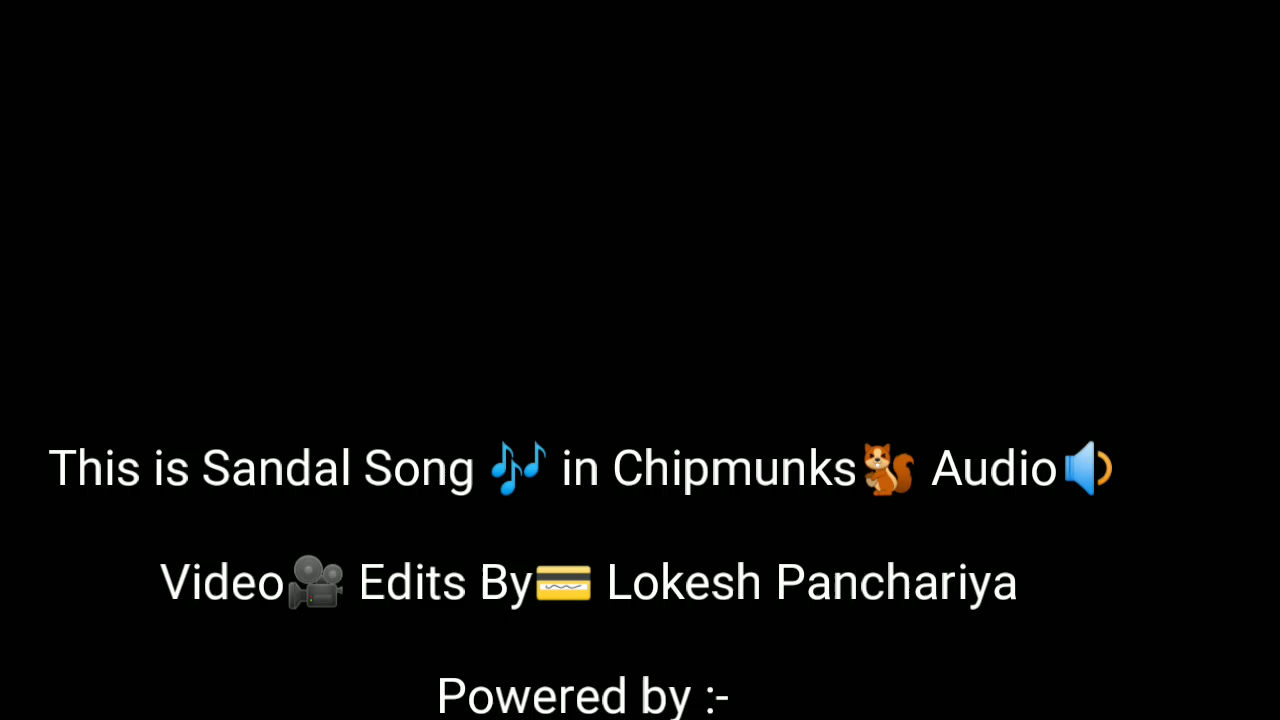 This is Sandal Song 🎶 in Chipmunks🐿 Audio🔉
Video🎥 Edits By💳 Lokesh Panchariya
Powered by :-